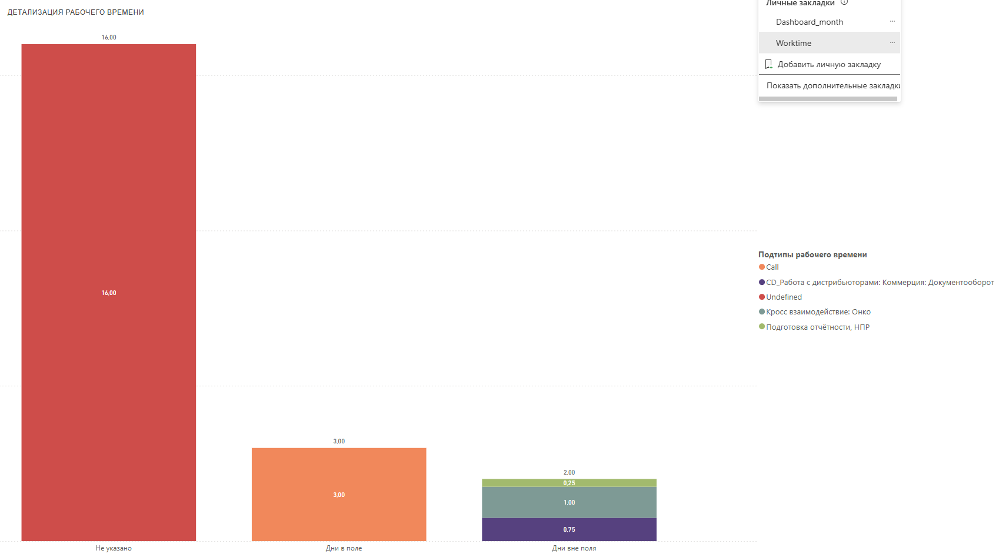 ДЕТАЛИЗАЦИЯ РАБОЧЕГО ВРЕМЕНИ
16,00
16,00
3,00
3,00
2,00
0,25
1,00
0,75
Не указано
Дни в поле
Дни вне поля
Личные закладки
Dashboard_month
Worktime
Добавить личную закладку
Показать дополнительные закладки
Подтипы рабочего времени
Call
CD_Работа с дистрибьюторами: Коммерция: Документооборот
Undefined
Кросс взаимодействие: Онко
Подготовка отчётности, НПР